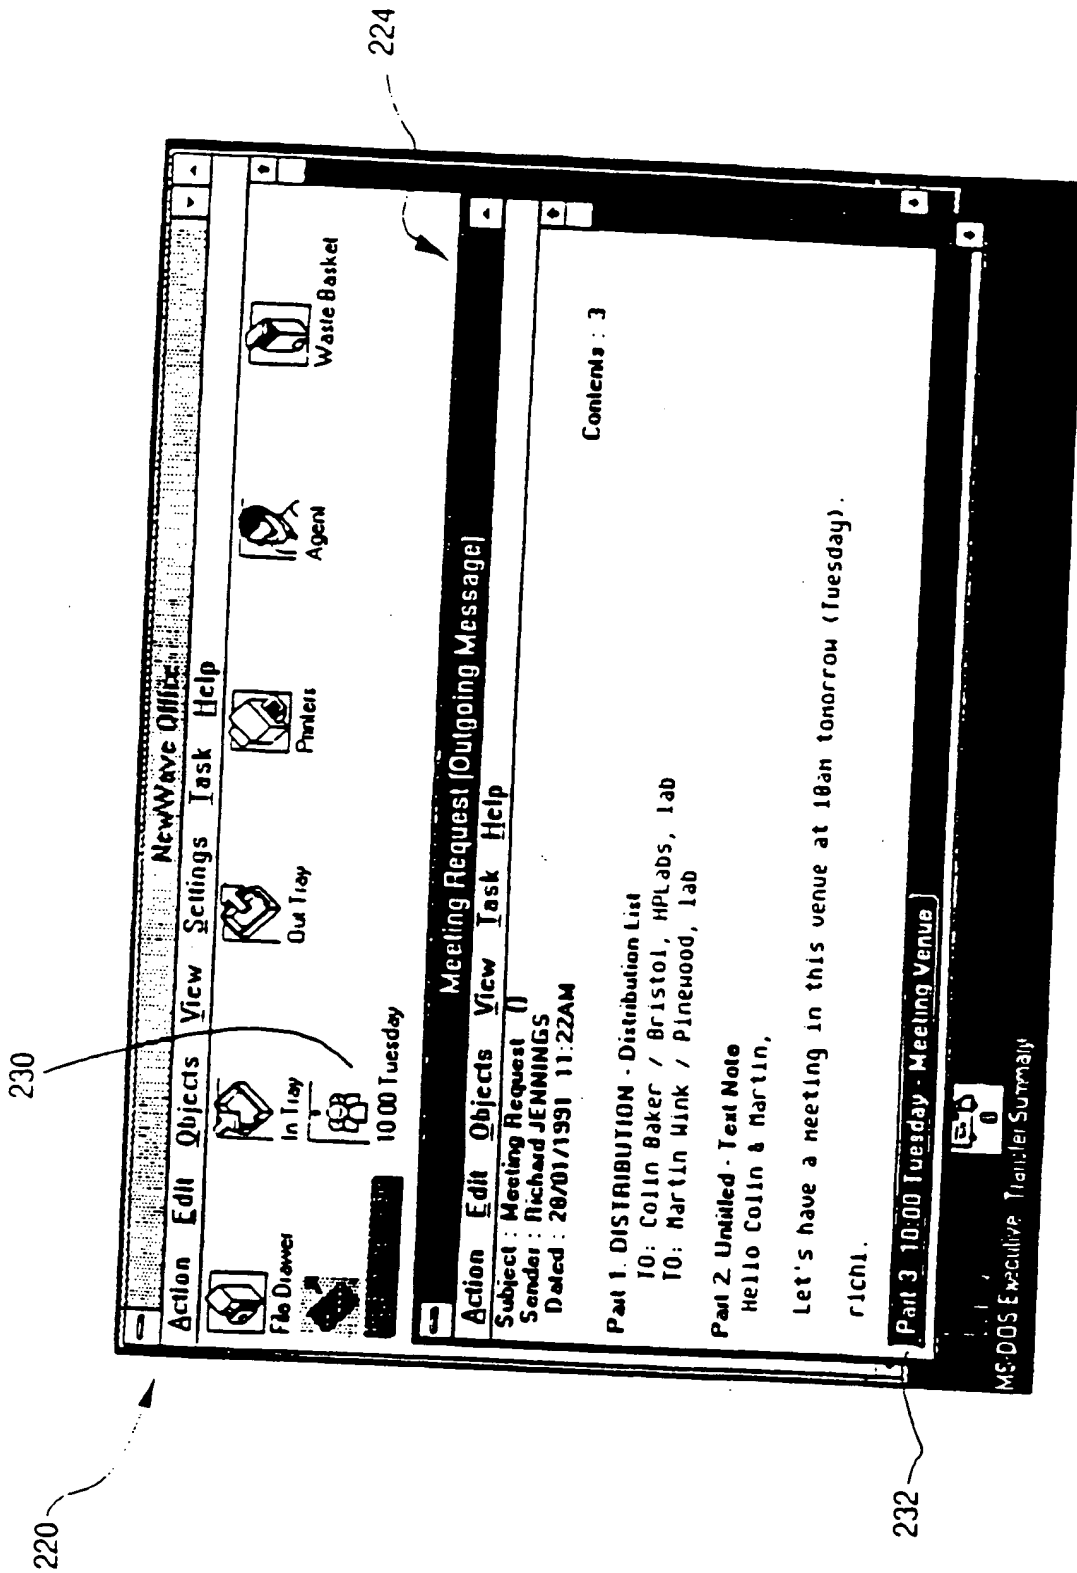 220
230
224
232
NewWave Office
Action Edit Objects View Settings Task Help
File Drawer
In Tray
Out Tray
Printers
Agent
Waste Basket
10 00 Tuesday
Meeting Request (Outgoing Message)
Action Edit Objects View Task Help
Subject : Meeting Request ()
Sender : Richard JENNINGS
Dated : 28/01/1991 11:22AM
Contents : 3
Part 1. DISTRIBUTION - Distribution List
TO: Colin Baker / Bristol, HPLabs, lab
TO: Martin Wink / Pinewood, lab
Part 2. Untitled - Text Note
Hello Colin & Martin,
Let's have a meeting in this venue at 10am tomorrow (Tuesday).
richi.
Part 3 10:00 Tuesday - Meeting Venue
0
MS-DOS Executive Transfer Summary